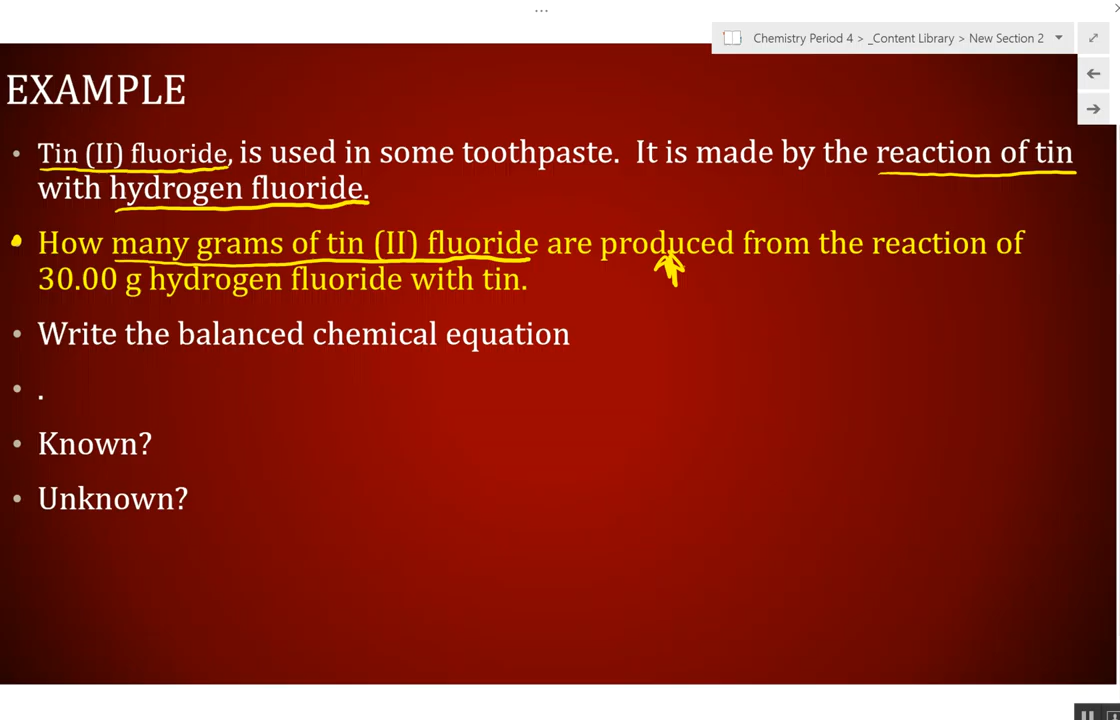 ...
Chemistry Period 4 > _Content Library > New Section 2
EXAMPLE
• Tin (II) fluoride, is used in some toothpaste. It is made by the reaction of tin
with hydrogen fluoride.
• How many grams of tin (II) fluoride are produced from the reaction of
30.00 g hydrogen fluoride with tin.
• Write the balanced chemical equation
• .
• Known?
• Unknown?